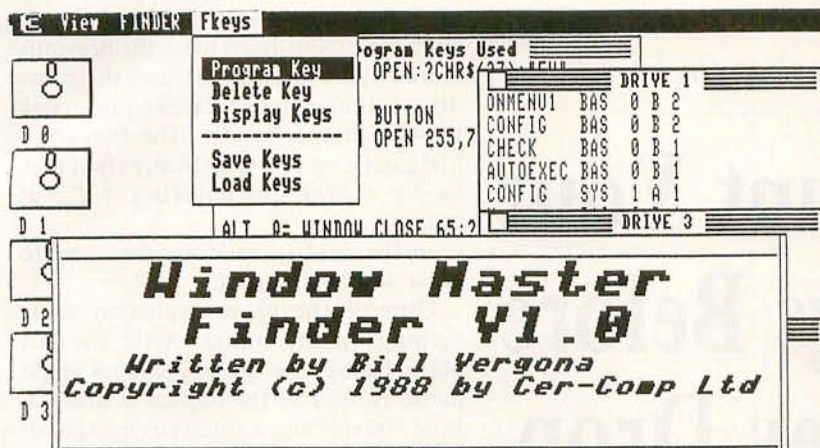 View FINDER Fkeys
Program Key
Delete Key
Display Keys
Save Keys
Load Keys
ogram Keys Used
OPEN:?CHR$(27);
BUTTON
OPEN 255,7
ALT @= WINDOW CLOSE 65:?
DRIVE 1
ONMENU1 BAS 0 B 2
CONFIG BAS 0 B 2
CHECK BAS 0 B 1
AUTOEXEC BAS 0 B 1
CONFIG SYS 1 A 1
DRIVE 3
D 0
D 1
D 2
D 3
Window Master
Finder V1 0
Written by Bill Vergona
Copyright (c) 1988 by Cer-Comp Ltd